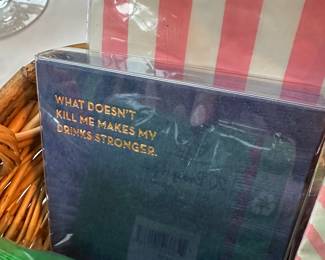 WHAT DOESN'T
KILL ME MAKES MY
DRINKS STRONGER.